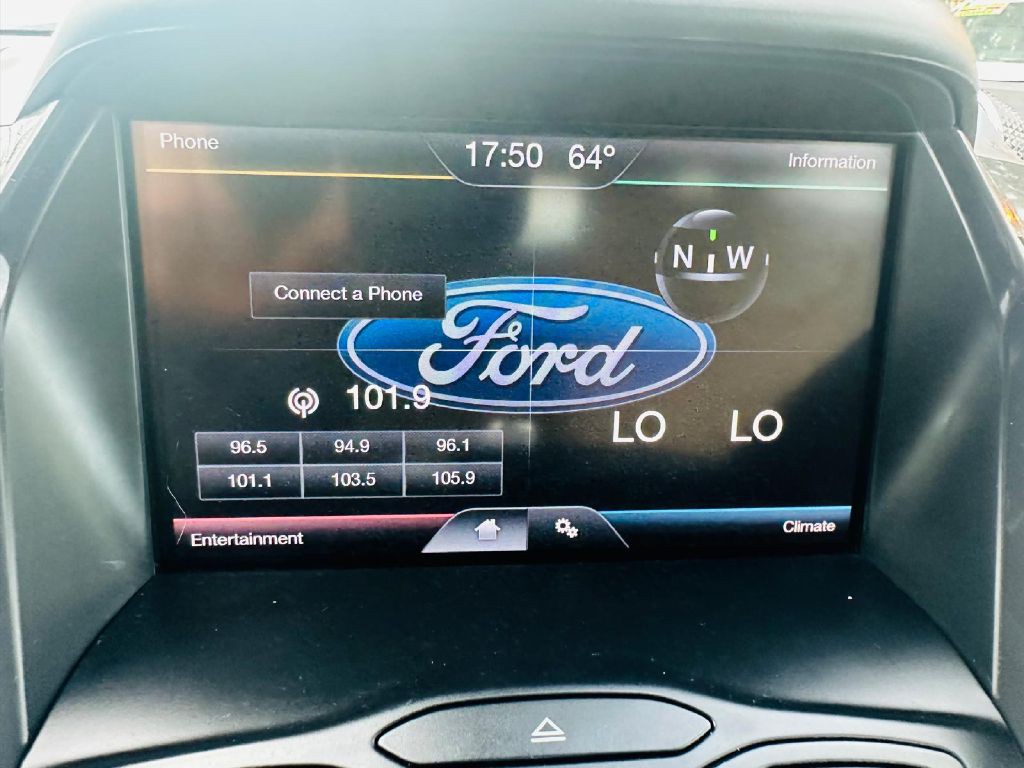 Phone
17:50 64°
Information
N W
Connect a Phone
Ford
101.9
LO LO
96.5 94.9 96.1
101.1 103.5 105.9
Entertainment
Climate